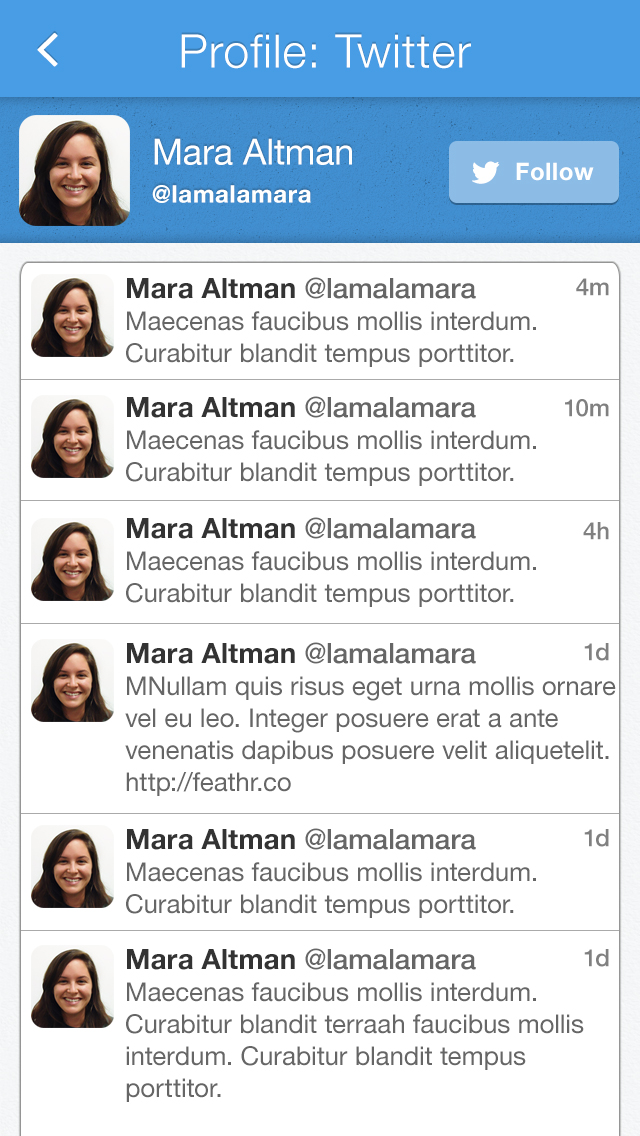 Profile: Twitter
Mara Altman
@lamalamara
Follow
Mara Altman @lamalamara 4m
Maecenas faucibus mollis interdum.
Curabitur blandit tempus porttitor.
Mara Altman @lamalamara 10m
Maecenas faucibus mollis interdum.
Curabitur blandit tempus porttitor.
Mara Altman @lamalamara 4h
Maecenas faucibus mollis interdum.
Curabitur blandit tempus porttitor.
Mara Altman @lamalamara 1d
MNullam quis risus eget urna mollis ornare
vel eu leo. Integer posuere erat a ante
venenatis dapibus posuere velit aliquetelit.
http://feathr.co
Mara Altman @lamalamara 1d
Maecenas faucibus mollis interdum.
Curabitur blandit tempus porttitor.
Mara Altman @lamalamara 1d
Maecenas faucibus mollis interdum.
Curabitur blandit terraah faucibus mollis
interdum. Curabitur blandit tempus
porttitor.